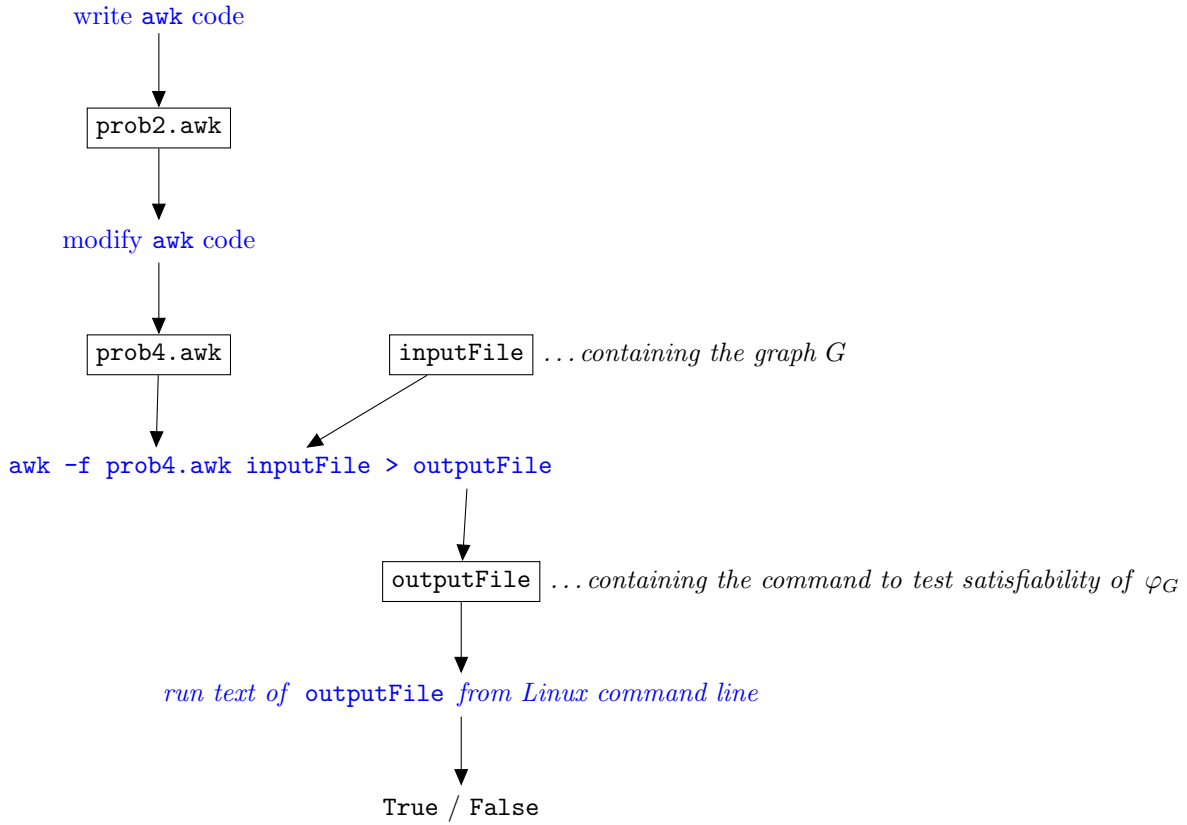 write awk code
prob2.awk
modify awk code
prob4.awk
inputFile ...containing the graph G
awk -f prob4.awk inputFile > outputFile
outputFile ...containing the command to test satisfiability of φ_G
run text of outputFile from Linux command line
True / False